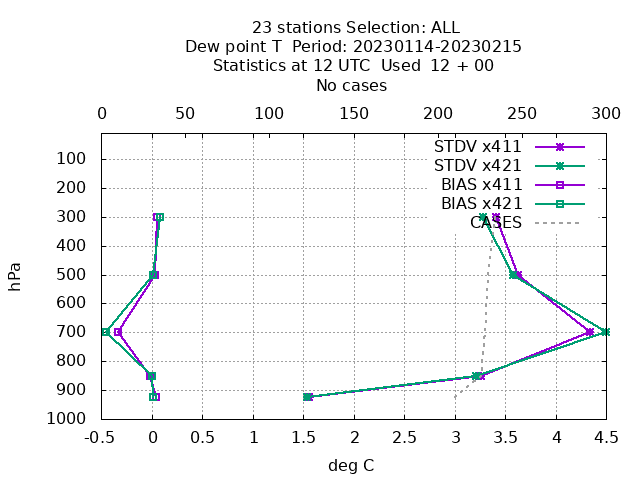 23 stations Selection: ALL
Dew point T  Period: 20230114-20230215
Statistics at 12 UTC  Used  12 + 00
No cases
0 50 100 150 200 250 300
STDV x411
STDV x421
BIAS x411
BIAS x421
CASES
100
200
300
400
500
600
700
800
900
1000
hPa
-0.5 0 0.5 1 1.5 2 2.5 3 3.5 4 4.5
deg C